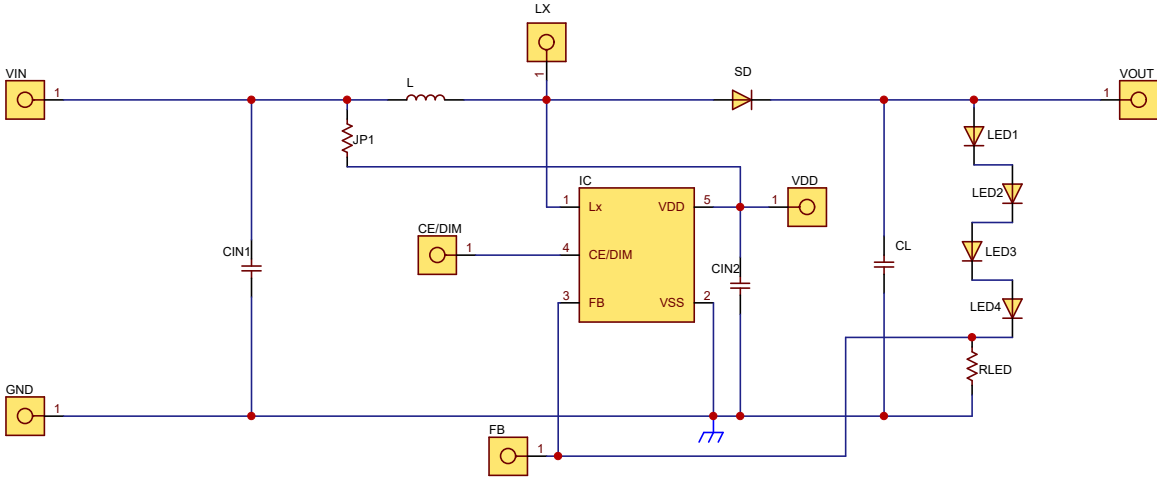 LX
VIN
1
1
L
SD
VOUT
1
JP1
LED1
IC
VDD
LED2
1
Lx
VDD
5
1
CE/DIM
1
4
CE/DIM
CIN1
CIN2
CL
LED3
3
FB
VSS
2
LED4
RLED
GND
1
FB
1